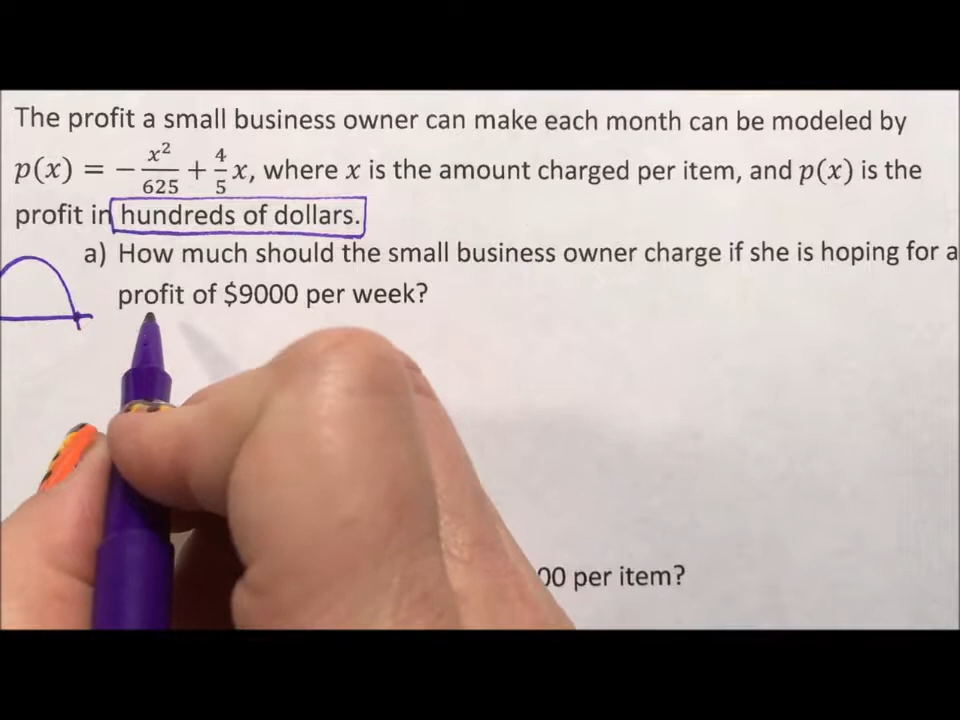 The profit a small business owner can make each month can be modeled by
p(x) = −x²/625 + 4/5 x, where x is the amount charged per item, and p(x) is the
profit in hundreds of dollars.
a) How much should the small business owner charge if she is hoping for a
profit of $9000 per week?
00 per item?